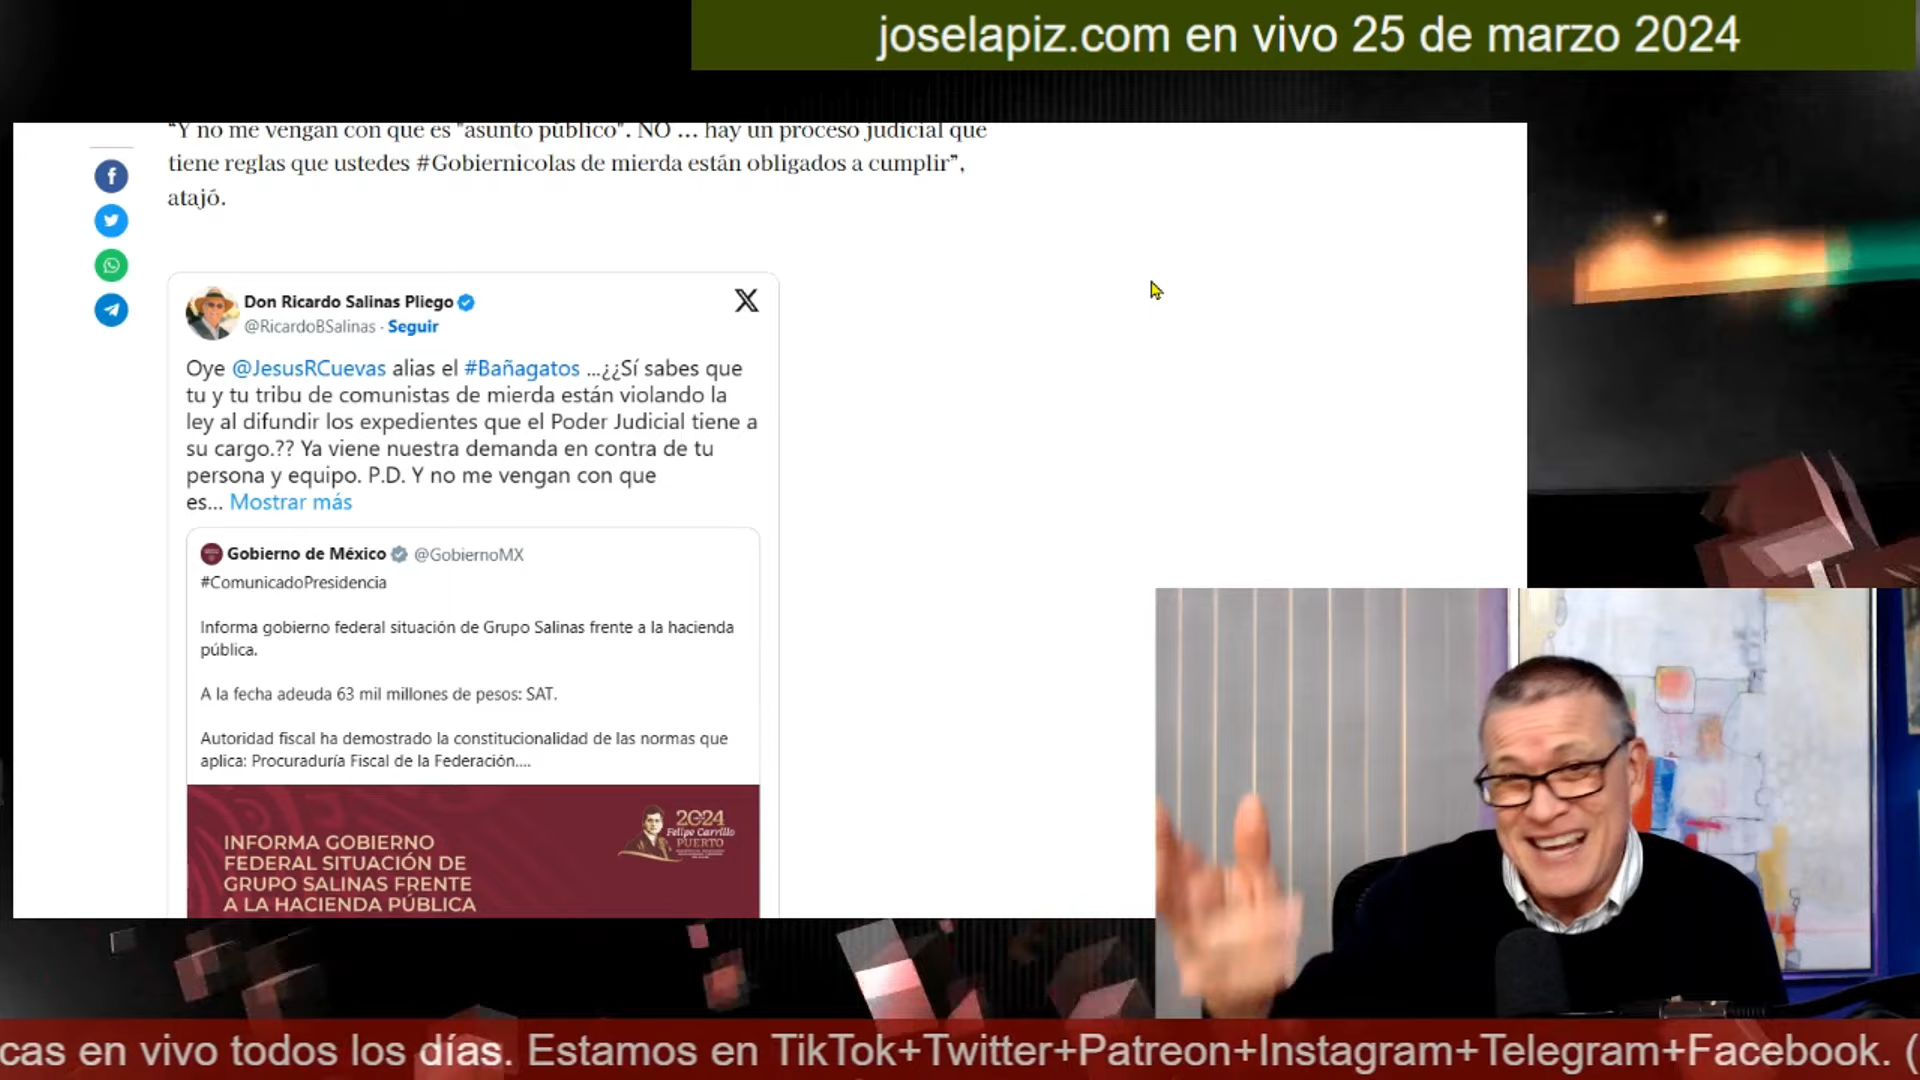 joselapiz.com en vivo 25 de marzo 2024
“Y no me vengan con que es "asunto público". NO … hay un proceso judicial que
tiene reglas que ustedes #Gobiernicolas de mierda están obligados a cumplir”,
atajó.
Don Ricardo Salinas Pliego
@RicardoBSalinas · Seguir
Oye @JesusRCuevas alias el #Bañagatos ...¿¿Sí sabes que
tu y tu tribu de comunistas de mierda están violando la
ley al difundir los expedientes que el Poder Judicial tiene a
su cargo.?? Ya viene nuestra demanda en contra de tu
persona y equipo. P.D. Y no me vengan con que
es... Mostrar más
Gobierno de México @GobiernoMX
#ComunicadoPresidencia
Informa gobierno federal situación de Grupo Salinas frente a la hacienda
pública.
A la fecha adeuda 63 mil millones de pesos: SAT.
Autoridad fiscal ha demostrado la constitucionalidad de las normas que
aplica: Procuraduría Fiscal de la Federación....
INFORMA GOBIERNO
FEDERAL SITUACIÓN DE
GRUPO SALINAS FRENTE
A LA HACIENDA PÚBLICA
2024
Felipe Carrillo
PUERTO
cas en vivo todos los días. Estamos en TikTok+Twitter+Patreon+Instagram+Telegram+Facebook. (